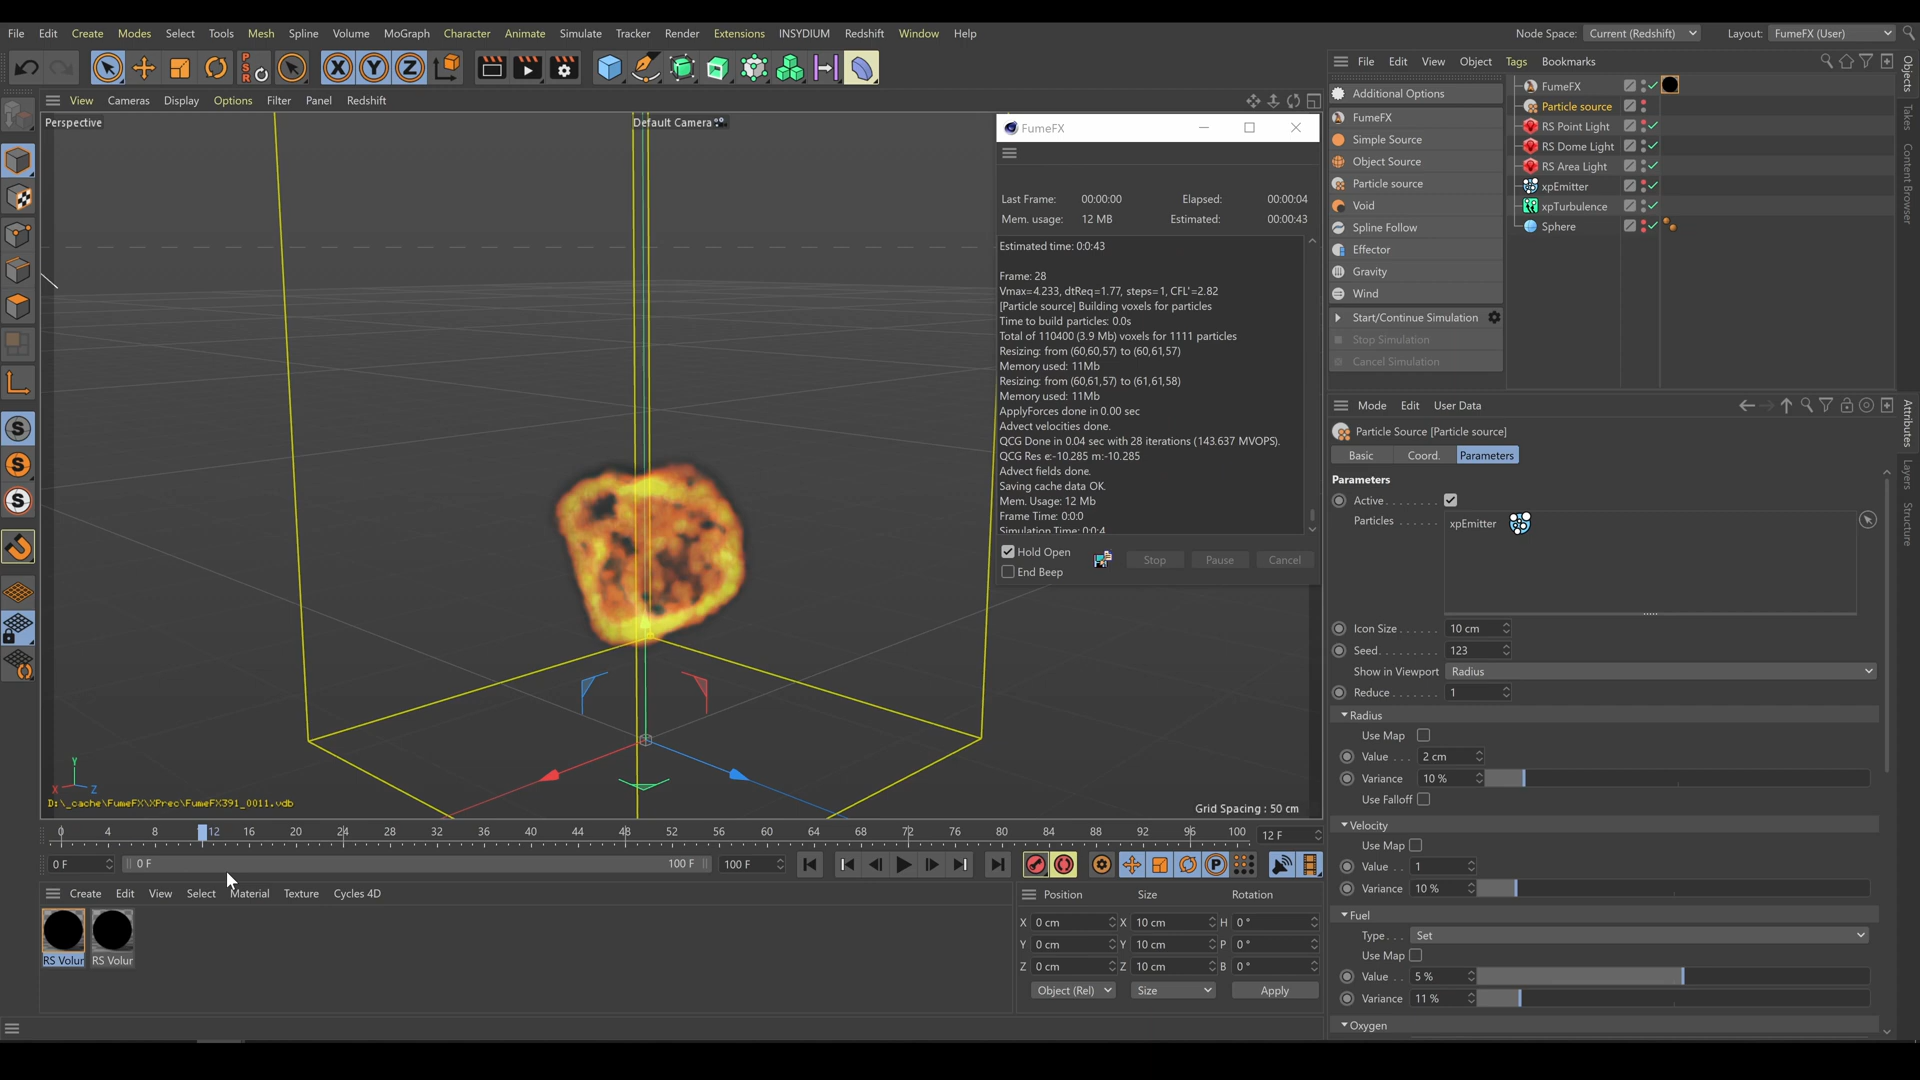 File Edit Create Modes Select Tools Mesh Spline Volume MoGraph Character Animate Simulate Tracker Render Extensions INSYDIUM Redshift Window Help Node Space: Current (Redshift) Layout: FumeFX (User)
PSR X Y Z
View Cameras Display Options Filter Panel Redshift
Perspective
Default Camera
FumeFX
Last Frame: 00:00:00 Elapsed: 00:00:04
Mem. usage: 12 MB Estimated: 00:00:43
Estimated time: 0:0:43
Frame: 28
Vmax=4.233, dtReq=1.77, steps=1, CFL'=2.82
[Particle source] Building voxels for particles
Time to build particles: 0.0s
Total of 110400 (3.9 Mb) voxels for 1111 particles
Resizing: from (60,60,57) to (60,61,57)
Memory used: 11Mb
Resizing: from (60,61,57) to (61,61,58)
Memory used: 11Mb
ApplyForces done in 0.00 sec
Advect velocities done.
QCG Done in 0.04 sec with 28 iterations (143.637 MVOPS).
QCG Res e:-10.285 m:-10.285
Advect fields done.
Saving cache data OK.
Mem. Usage: 12 Mb
Frame Time: 0:0:0
Simulation Time: 0:0:4
Hold Open
End Beep
Stop Pause Cancel
Y
X
Z
D:\_cache\FumeFX\XPrec\FumeFX391_0011.vdb
Grid Spacing : 50 cm
0 4 8 12 16 20 24 28 32 36 40 44 48 52 56 60 64 68 72 76 80 84 88 92 96 100 12 F
0 F 0 F 100 F 100 F
P
Create Edit View Select Material Texture Cycles 4D
RS Volur RS Volur
Position Size Rotation
X 0 cm X 10 cm H 0 °
Y 0 cm Y 10 cm P 0 °
Z 0 cm Z 10 cm B 0 °
Object (Rel) Size Apply
File Edit View Object Tags Bookmarks
Additional Options
FumeFX
Simple Source
Object Source
Particle source
Void
Spline Follow
Effector
Gravity
Wind
Start/Continue Simulation
Stop Simulation
Cancel Simulation
FumeFX
Particle source
RS Point Light
RS Dome Light
RS Area Light
xpEmitter
xpTurbulence
Sphere
Objects
Takes
Content Browser
Mode Edit User Data
Particle Source [Particle source]
Basic Coord. Parameters
Parameters
Active
Particles xpEmitter
Icon Size 10 cm
Seed 123
Show in Viewport Radius
Reduce 1
Radius
Use Map
Value 2 cm
Variance 10 %
Use Falloff
Velocity
Use Map
Value 1
Variance 10 %
Fuel
Type Set
Use Map
Value 5 %
Variance 11 %
Oxygen
Attributes
Layers
Structure
S
S
S